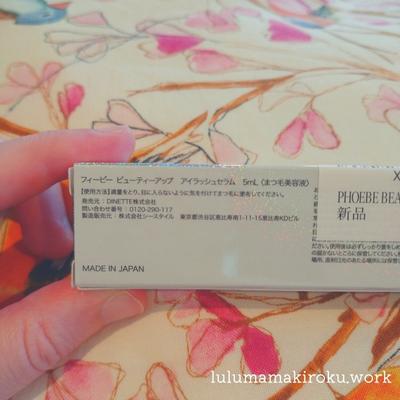 フィービー ビューティーアップ アイラッシュセラム 5mL〈まつ毛美容液〉
【使用方法】適量をとり、目に入らないように気を付けてまつ毛に塗布してください。
発売元：DINETTE株式会社
問い合わせ番号：0120-290-117
製造販売元：株式会社シースタイル 東京都渋谷区恵比寿南1-11-15恵比寿KDビル
MADE IN JAPAN
X
PHOEBE BEA
新品
lulumamakiroku.work